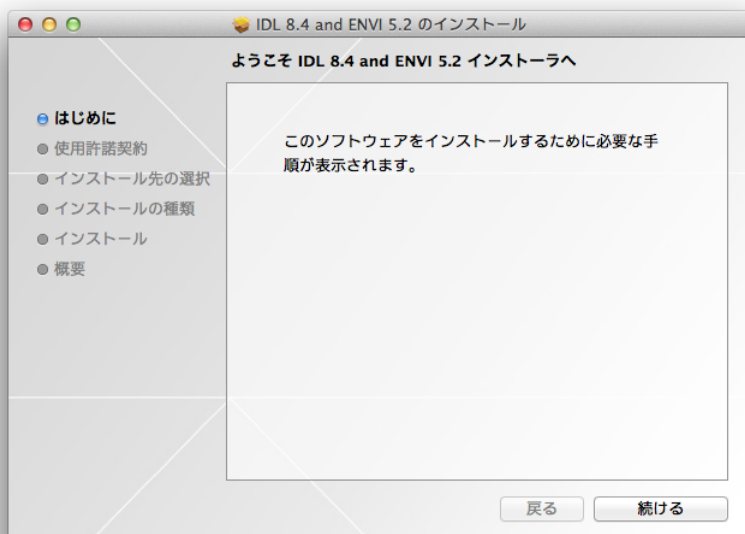 IDL 8.4 and ENVI 5.2 のインストール
ようこそ IDL 8.4 and ENVI 5.2 インストーラへ
はじめに
使用許諾契約
インストール先の選択
インストールの種類
インストール
概要
このソフトウェアをインストールするために必要な手
順が表示されます。
戻る
続ける